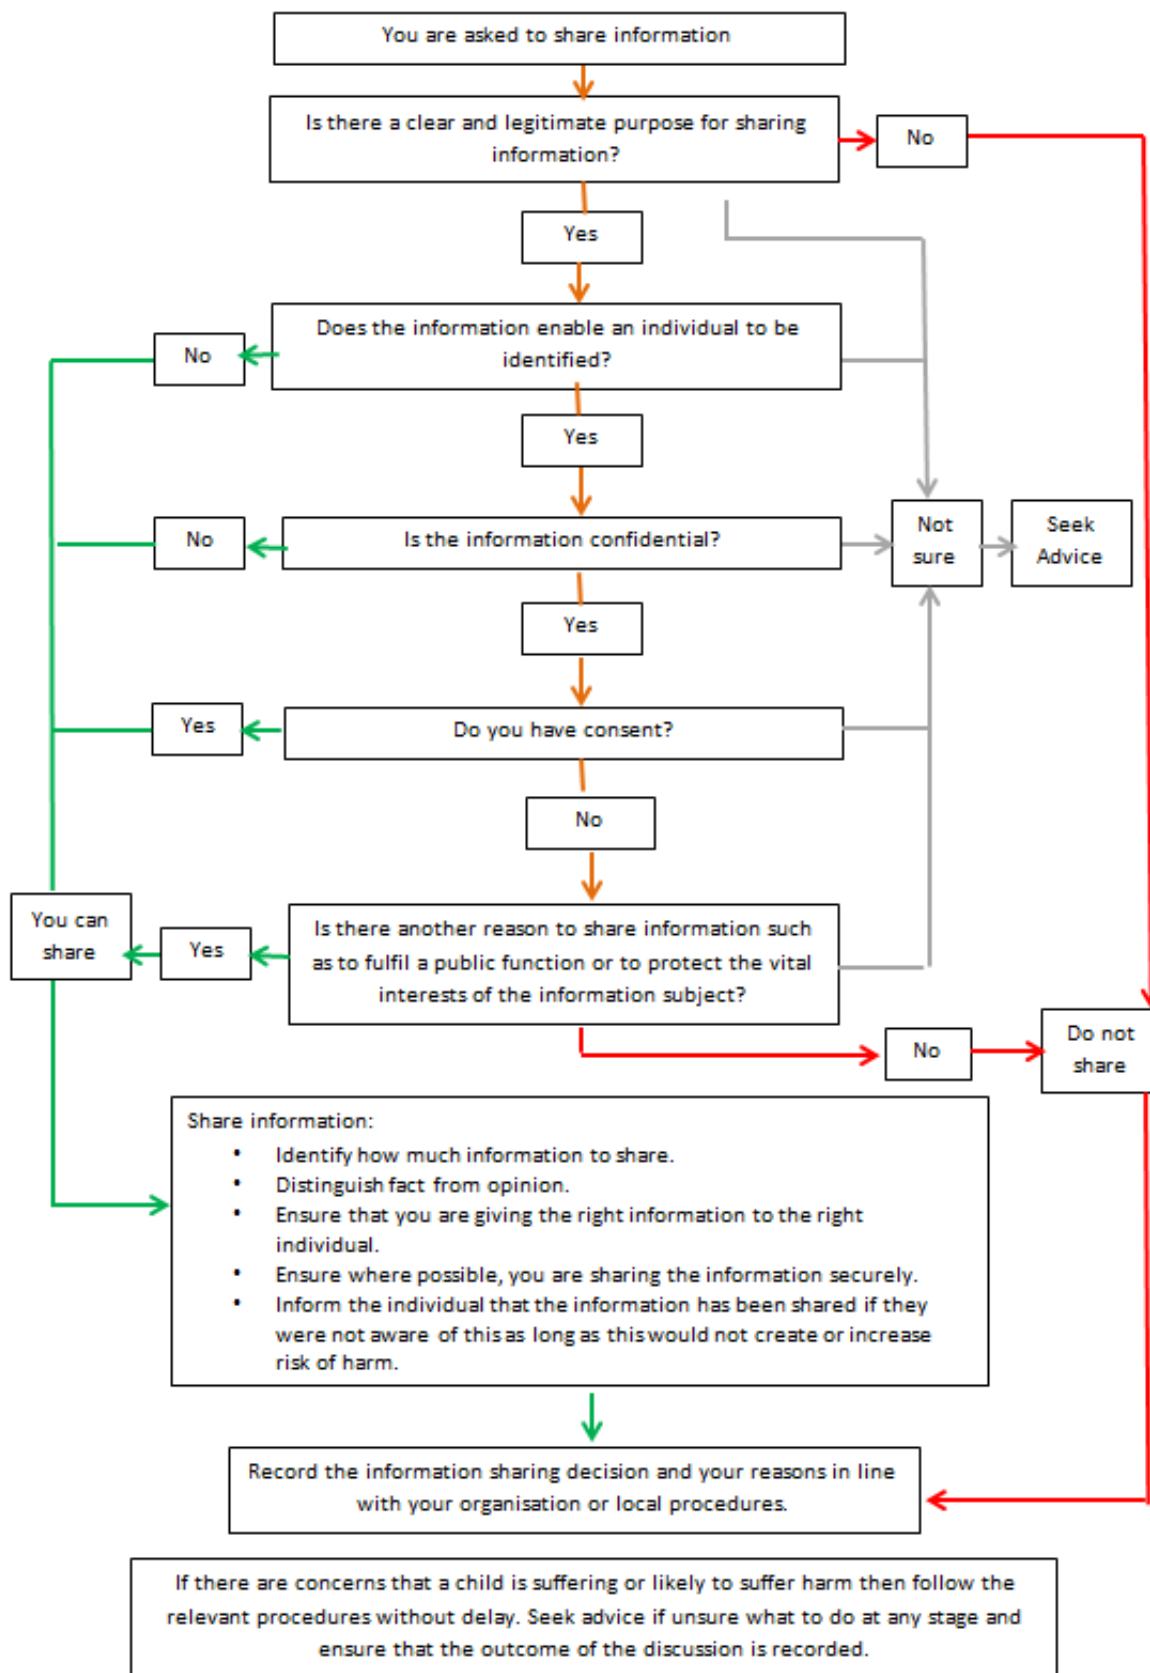 You are asked to share information
Is there a clear and legitimate purpose for sharing
information?
No
Yes
Does the information enable an individual to be
identified?
No
Yes
Is the information confidential?
No
Not
sure
Seek
Advice
Yes
Do you have consent?
Yes
No
Is there another reason to share information such
as to fulfil a public function or to protect the vital
interests of the information subject?
Yes
You can
share
No
Do not
share
Share information:
• Identify how much information to share.
• Distinguish fact from opinion.
• Ensure that you are giving the right information to the right
individual.
• Ensure where possible, you are sharing the information securely.
• Inform the individual that the information has been shared if they
were not aware of this as long as this would not create or increase
risk of harm.
Record the information sharing decision and your reasons in line
with your organisation or local procedures.
If there are concerns that a child is suffering or likely to suffer harm then follow the
relevant procedures without delay. Seek advice if unsure what to do at any stage and
ensure that the outcome of the discussion is recorded.